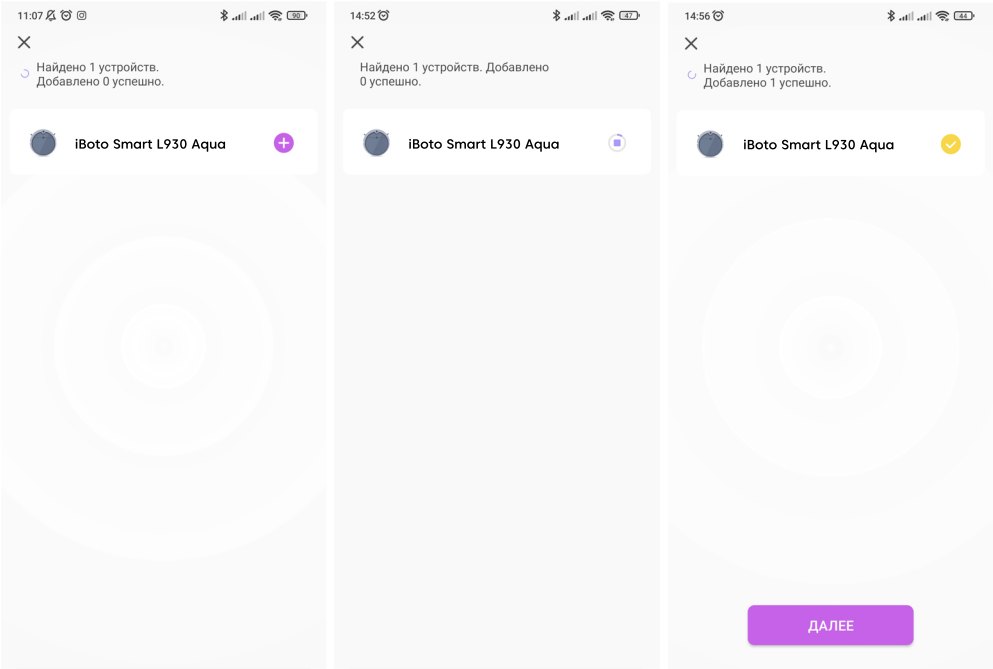 11:07
90
Найдено 1 устройств.
Добавлено 0 успешно.
iBoto Smart L930 Aqua
14:52
47
Найдено 1 устройств. Добавлено
0 успешно.
iBoto Smart L930 Aqua
14:56
44
Найдено 1 устройств.
Добавлено 1 успешно.
iBoto Smart L930 Aqua
ДАЛЕЕ